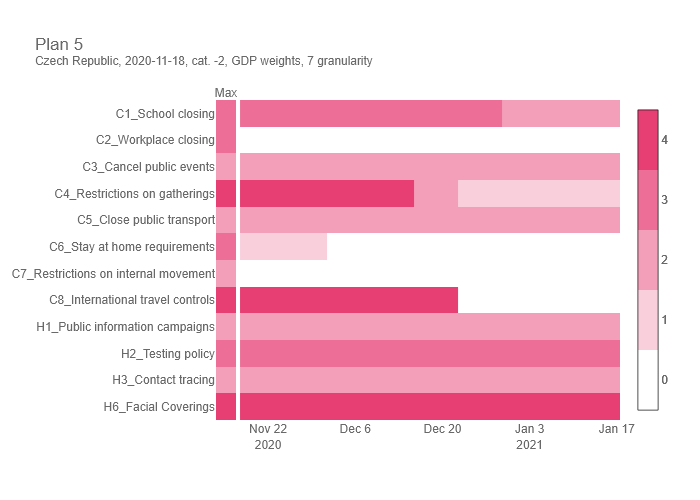 Plan 5
Czech Republic, 2020-11-18, cat. -2, GDP weights, 7 granularity
Max
C1_School closing
C2_Workplace closing
C3_Cancel public events
C4_Restrictions on gatherings
C5_Close public transport
C6_Stay at home requirements
C7_Restrictions on internal movement
C8_International travel controls
H1_Public information campaigns
H2_Testing policy
H3_Contact tracing
H6_Facial Coverings
4
3
2
1
0
Nov 22 Dec 6 Dec 20 Jan 3 Jan 17
2020 2021